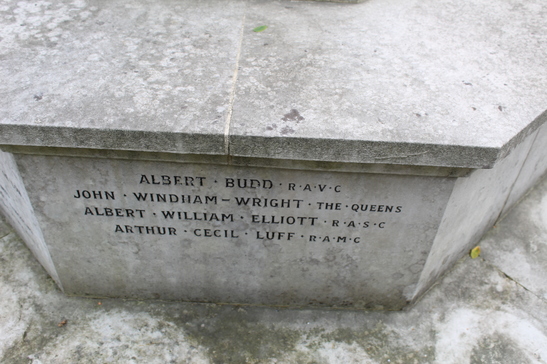 ALBERT · BUDD · R·A·V·C
JOHN · WINDHAM-WRIGHT · THE·QUEENS
ALBERT · WILLIAM · ELLIOTT · R·A·S·C
ARTHUR · CECIL · LUFF · R·A·M·C